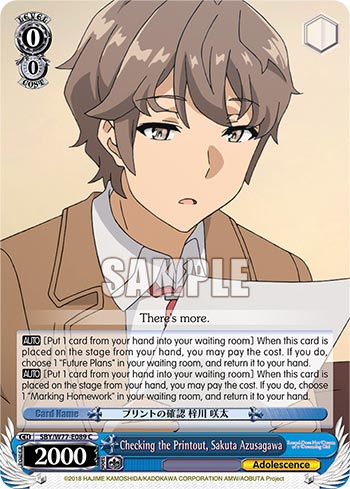 LEVEL
0
0
COST
SAMPLE
There's more.
AUTO [Put 1 card from your hand into your waiting room] When this card is
placed on the stage from your hand, you may pay the cost. If you do,
choose 1 "Future Plans" in your waiting room, and return it to your hand.
AUTO [Put 1 card from your hand into your waiting room] When this card is
placed on the stage from your hand, you may pay the cost. If you do, choose
1 "Marking Homework" in your waiting room, and return it to your hand.
Card Name
プリントの確認 梓川 咲太
CH SBY/W77-E089 C
Checking the Printout, Sakuta Azusagawa
POWER
2000
Adolescence
©2018 HAJIME KAMOSHIDA/KADOKAWA CORPORATION AMW/AOBUTA Project